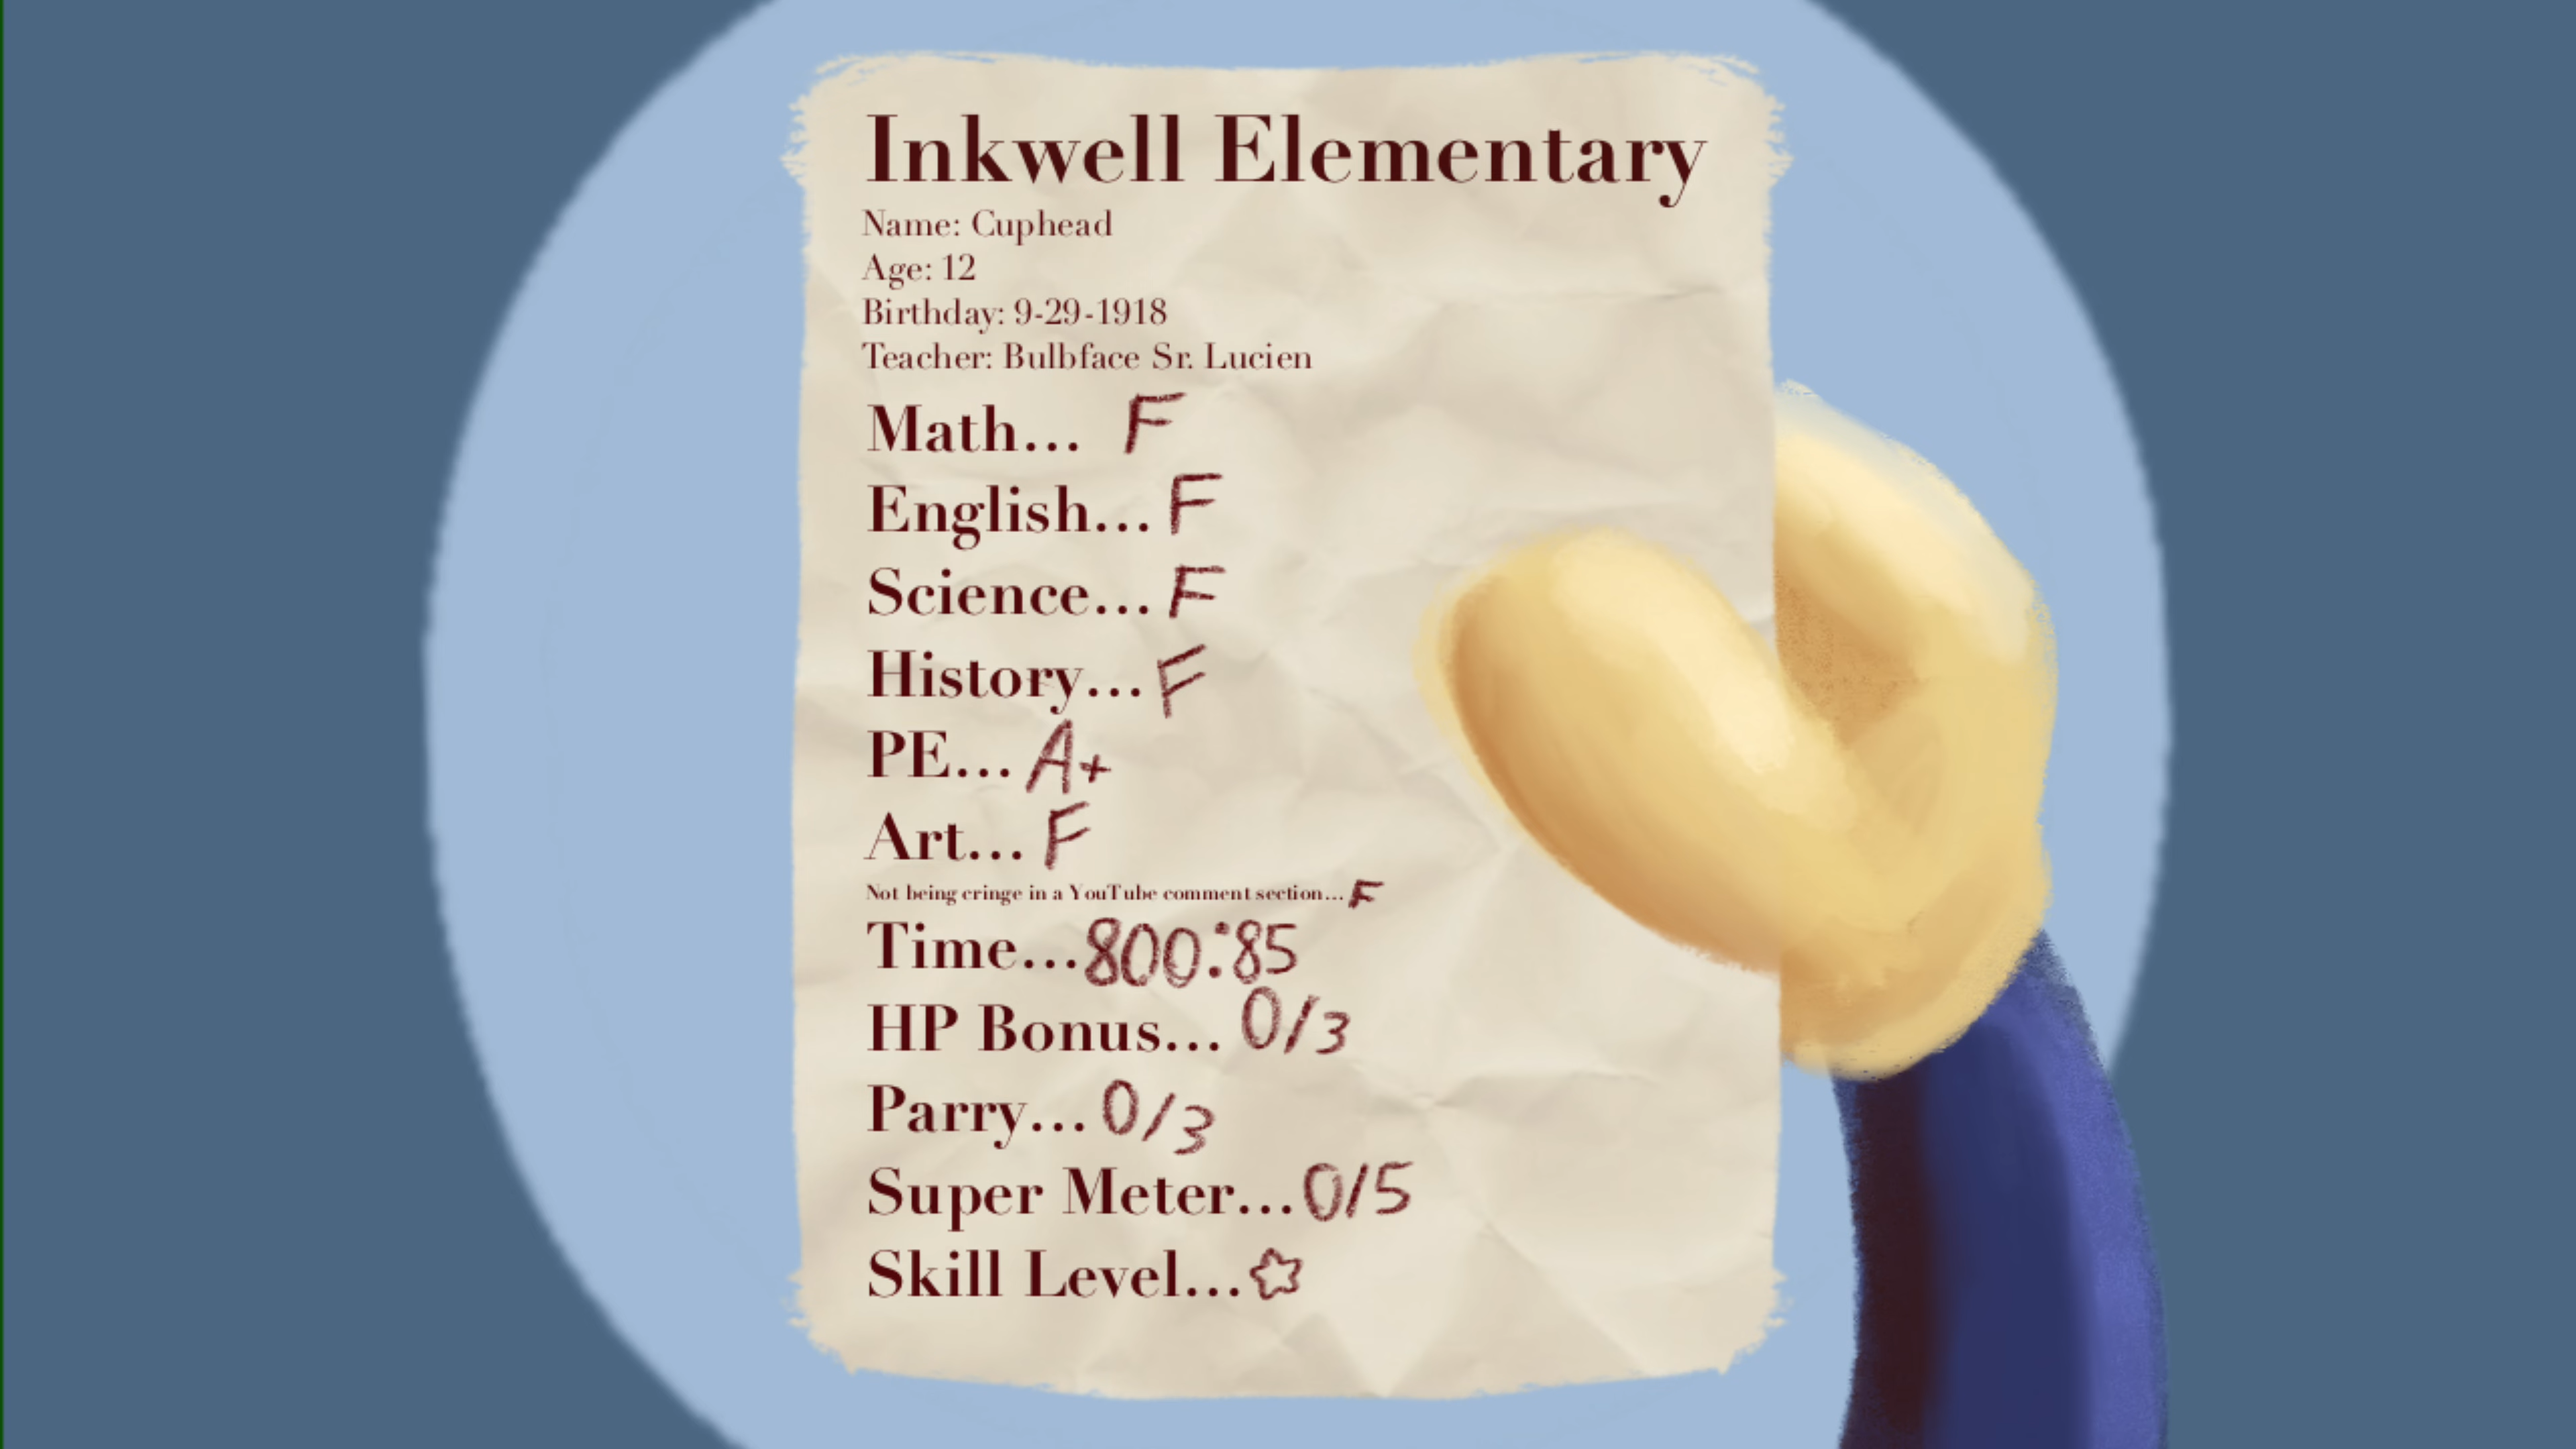 Inkwell Elementary
Name: Cuphead
Age: 12
Birthday: 9-29-1918
Teacher: Bulbface Sr. Lucien
Math... F
English... F
Science... F
History... F
PE... A+
Art... F
Not being cringe in a YouTube comment section... F
Time... 800:85
HP Bonus... 0/3
Parry... 0/3
Super Meter... 0/5
Skill Level... ☆